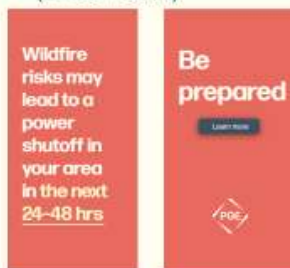 Wildfire
risks may
lead to a
power
shutoff in
your area
in the next
24–48 hrs
Be
prepared
Learn more
PGE